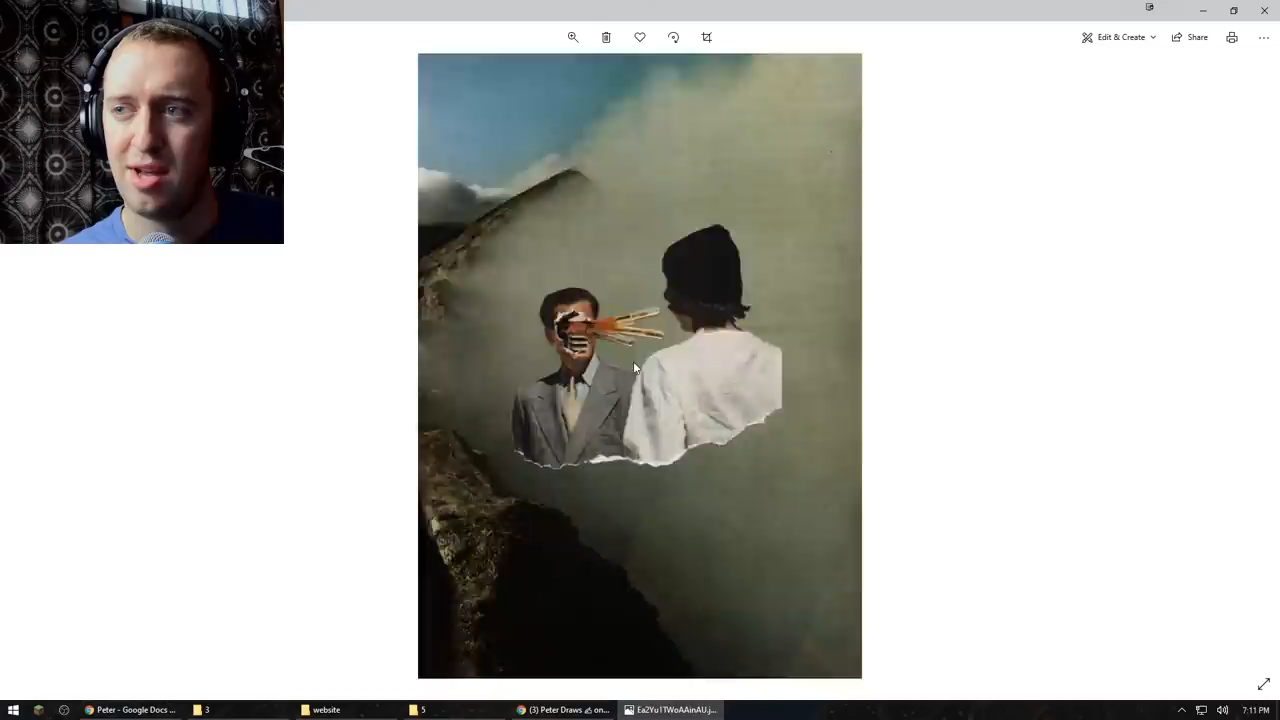 Edit & Create
Share
Peter - Google Docs ...
3
website
5
(3) Peter Draws ✍ on...
Ea2Yu1TWoAAinAU.j...
7:11 PM